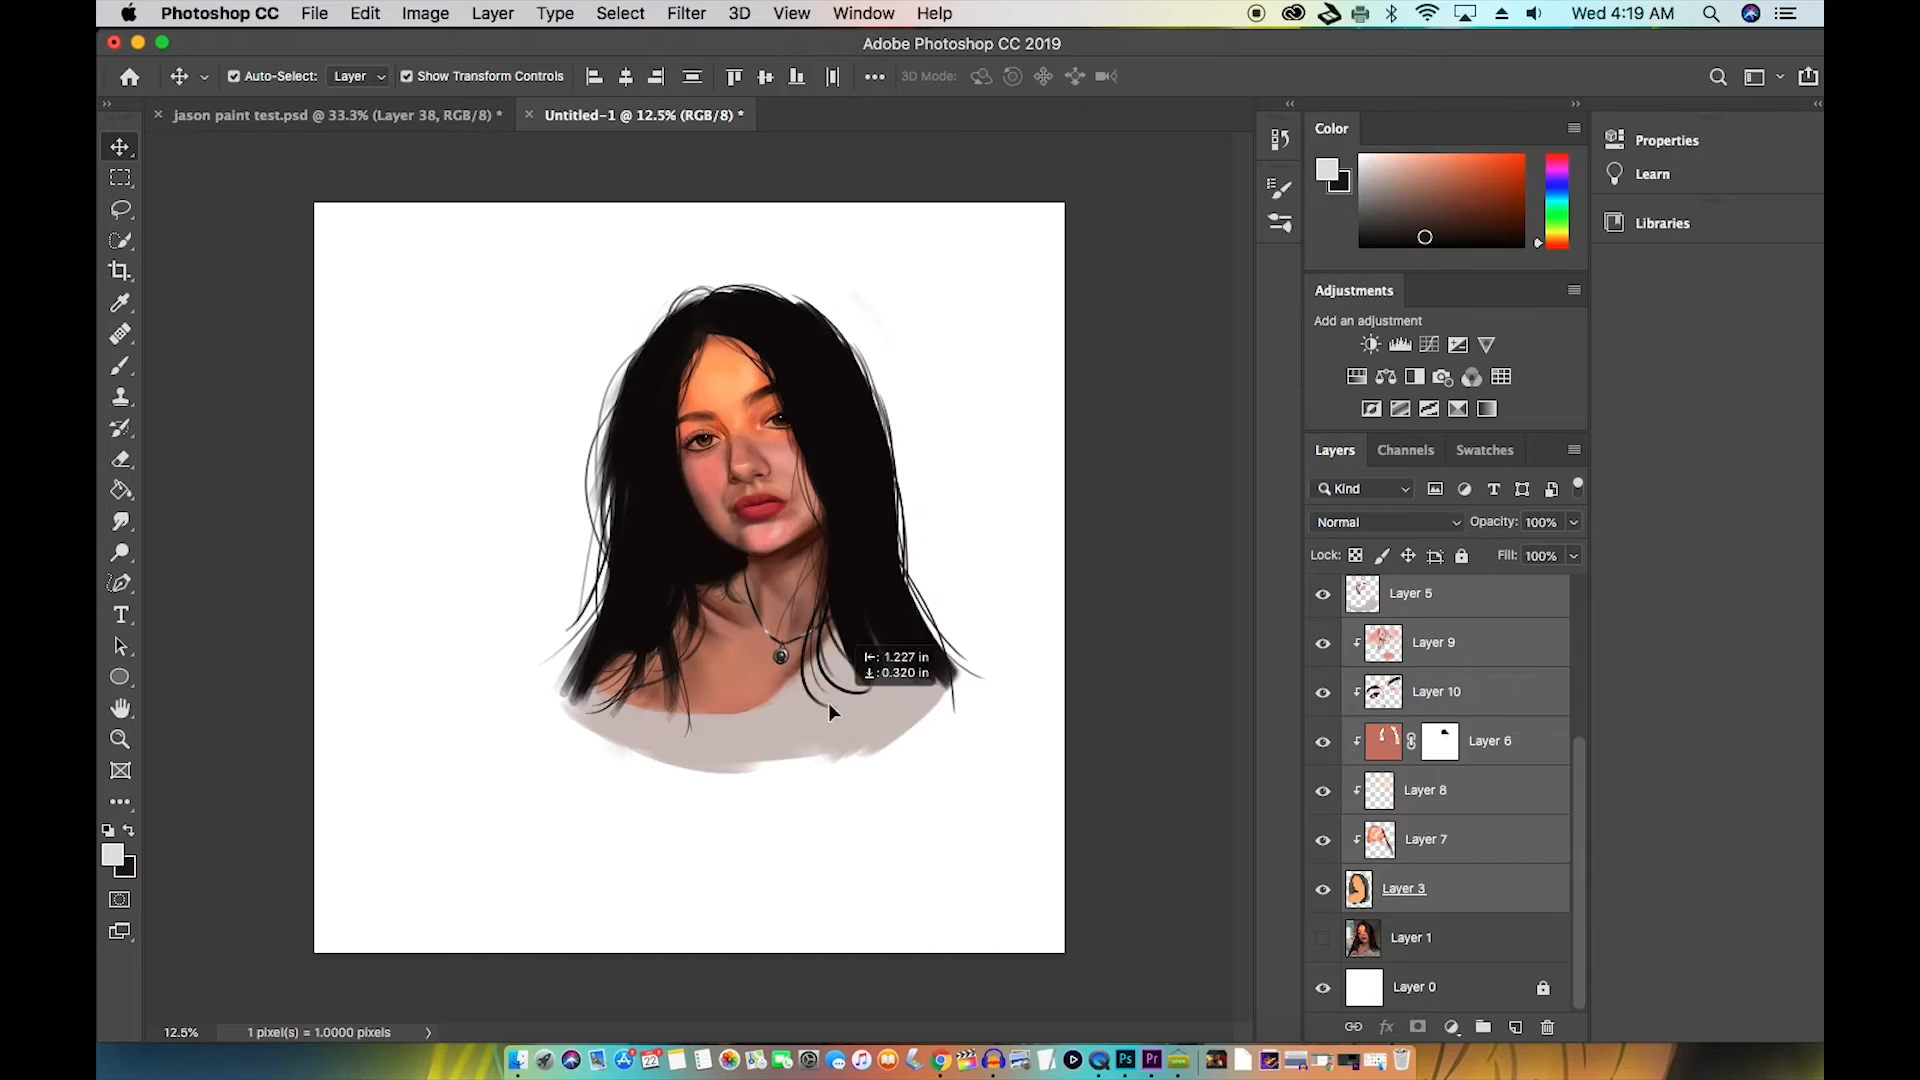 Photoshop CC File Edit Image Layer Type Select Filter 3D View Window Help Wed 4:19 AM
Adobe Photoshop CC 2019
Auto-Select: Layer Show Transform Controls 3D Mode:
jason paint test.psd @ 33.3% (Layer 38, RGB/8) * Untitled-1 @ 12.5% (RGB/8) *
Color
Properties
Learn
Libraries
Adjustments
Add an adjustment
Layers Channels Swatches
Kind
Normal Opacity: 100%
Lock: Fill: 100%
Layer 5
Layer 9
Layer 10
Layer 6
Layer 8
Layer 7
Layer 3
Layer 1
Layer 0
fx
: 1.227 in
: 0.320 in
12.5% 1 pixel(s) = 1.0000 pixels
22
Ps Pr